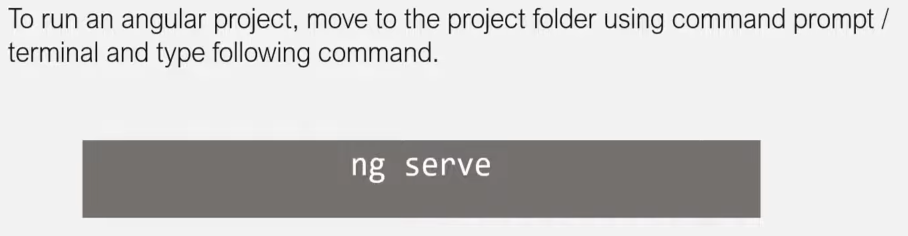 To run an angular project, move to the project folder using command prompt /
terminal and type following command.
ng serve